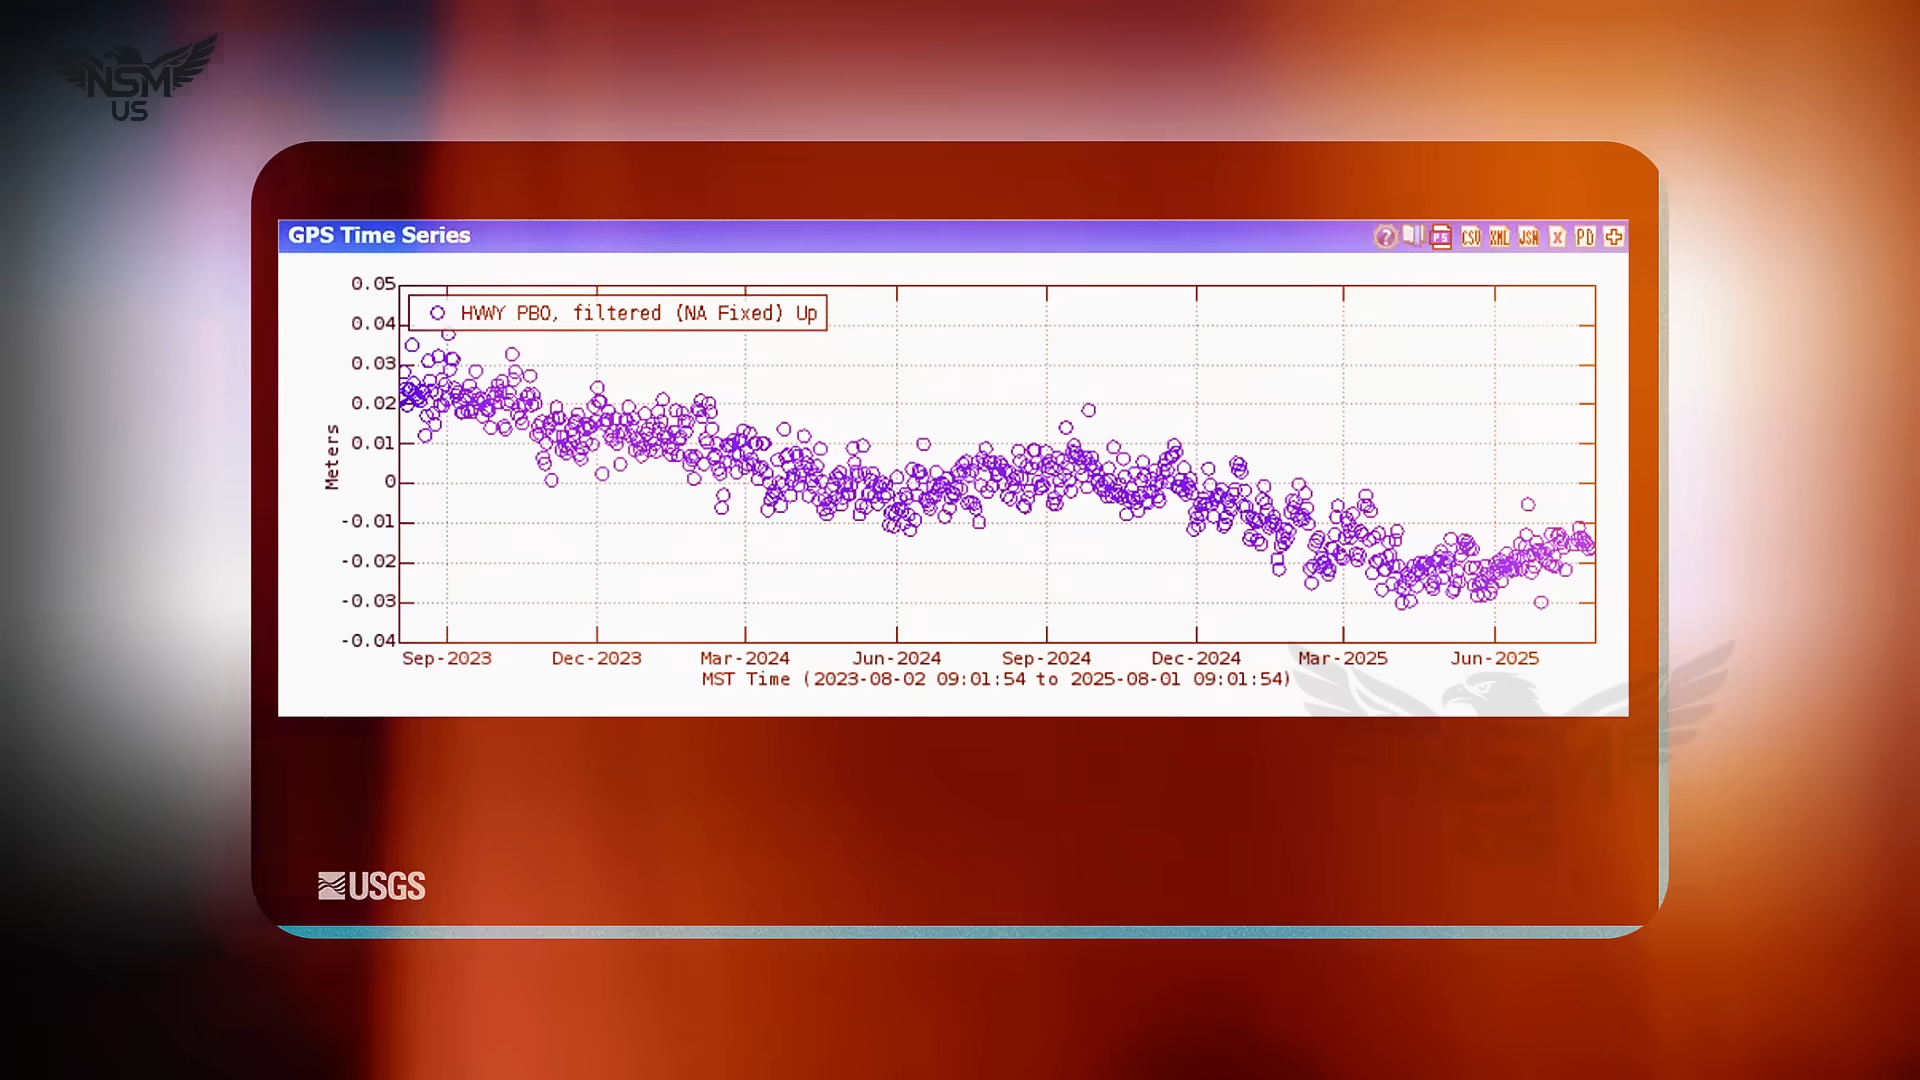 NSM
US
GPS Time Series
? PS CSV XML JSN X PD
0.05
0.04
0.03
0.02
0.01
0
-0.01
-0.02
-0.03
-0.04
Meters
HVWY PBO, filtered (NA Fixed) Up
Sep-2023 Dec-2023 Mar-2024 Jun-2024 Sep-2024 Dec-2024 Mar-2025 Jun-2025
MST Time (2023-08-02 09:01:54 to 2025-08-01 09:01:54)
NSM
USGS